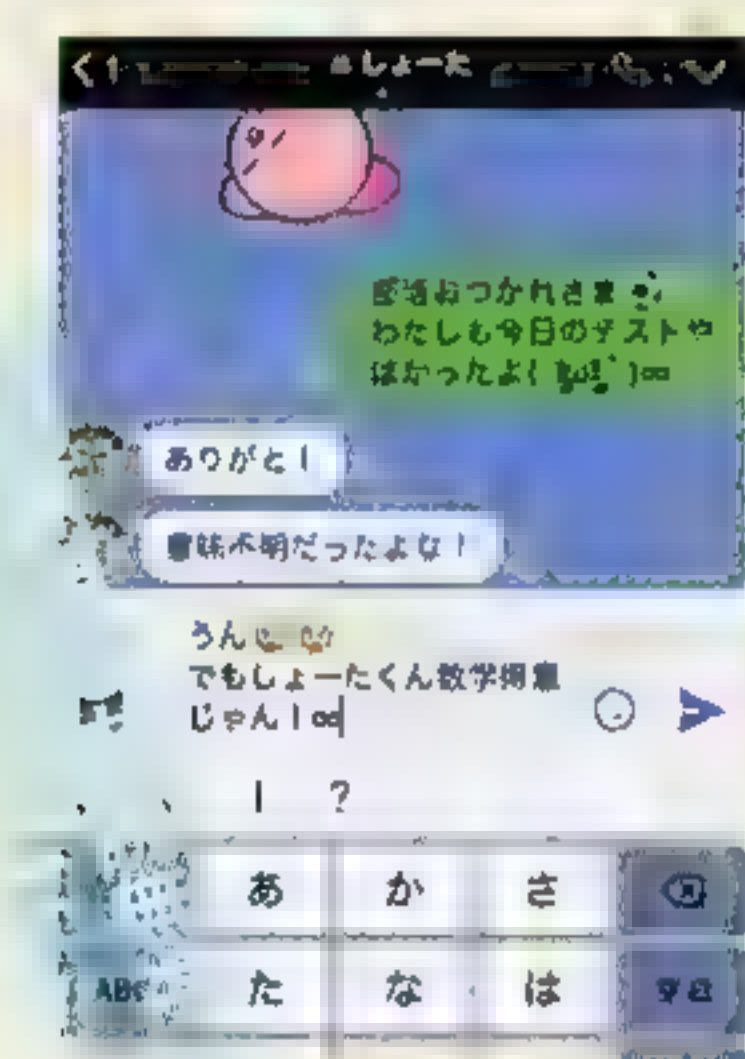 しょーた
部活おつかれさま
わたしも今日のテストや
ばかったよ( )∞
ありがと！
意味不明だったよな！
うん
でもしょーたくん数学得意
じゃん！∞
、 ！ ？
あ か さ
ABC た な は